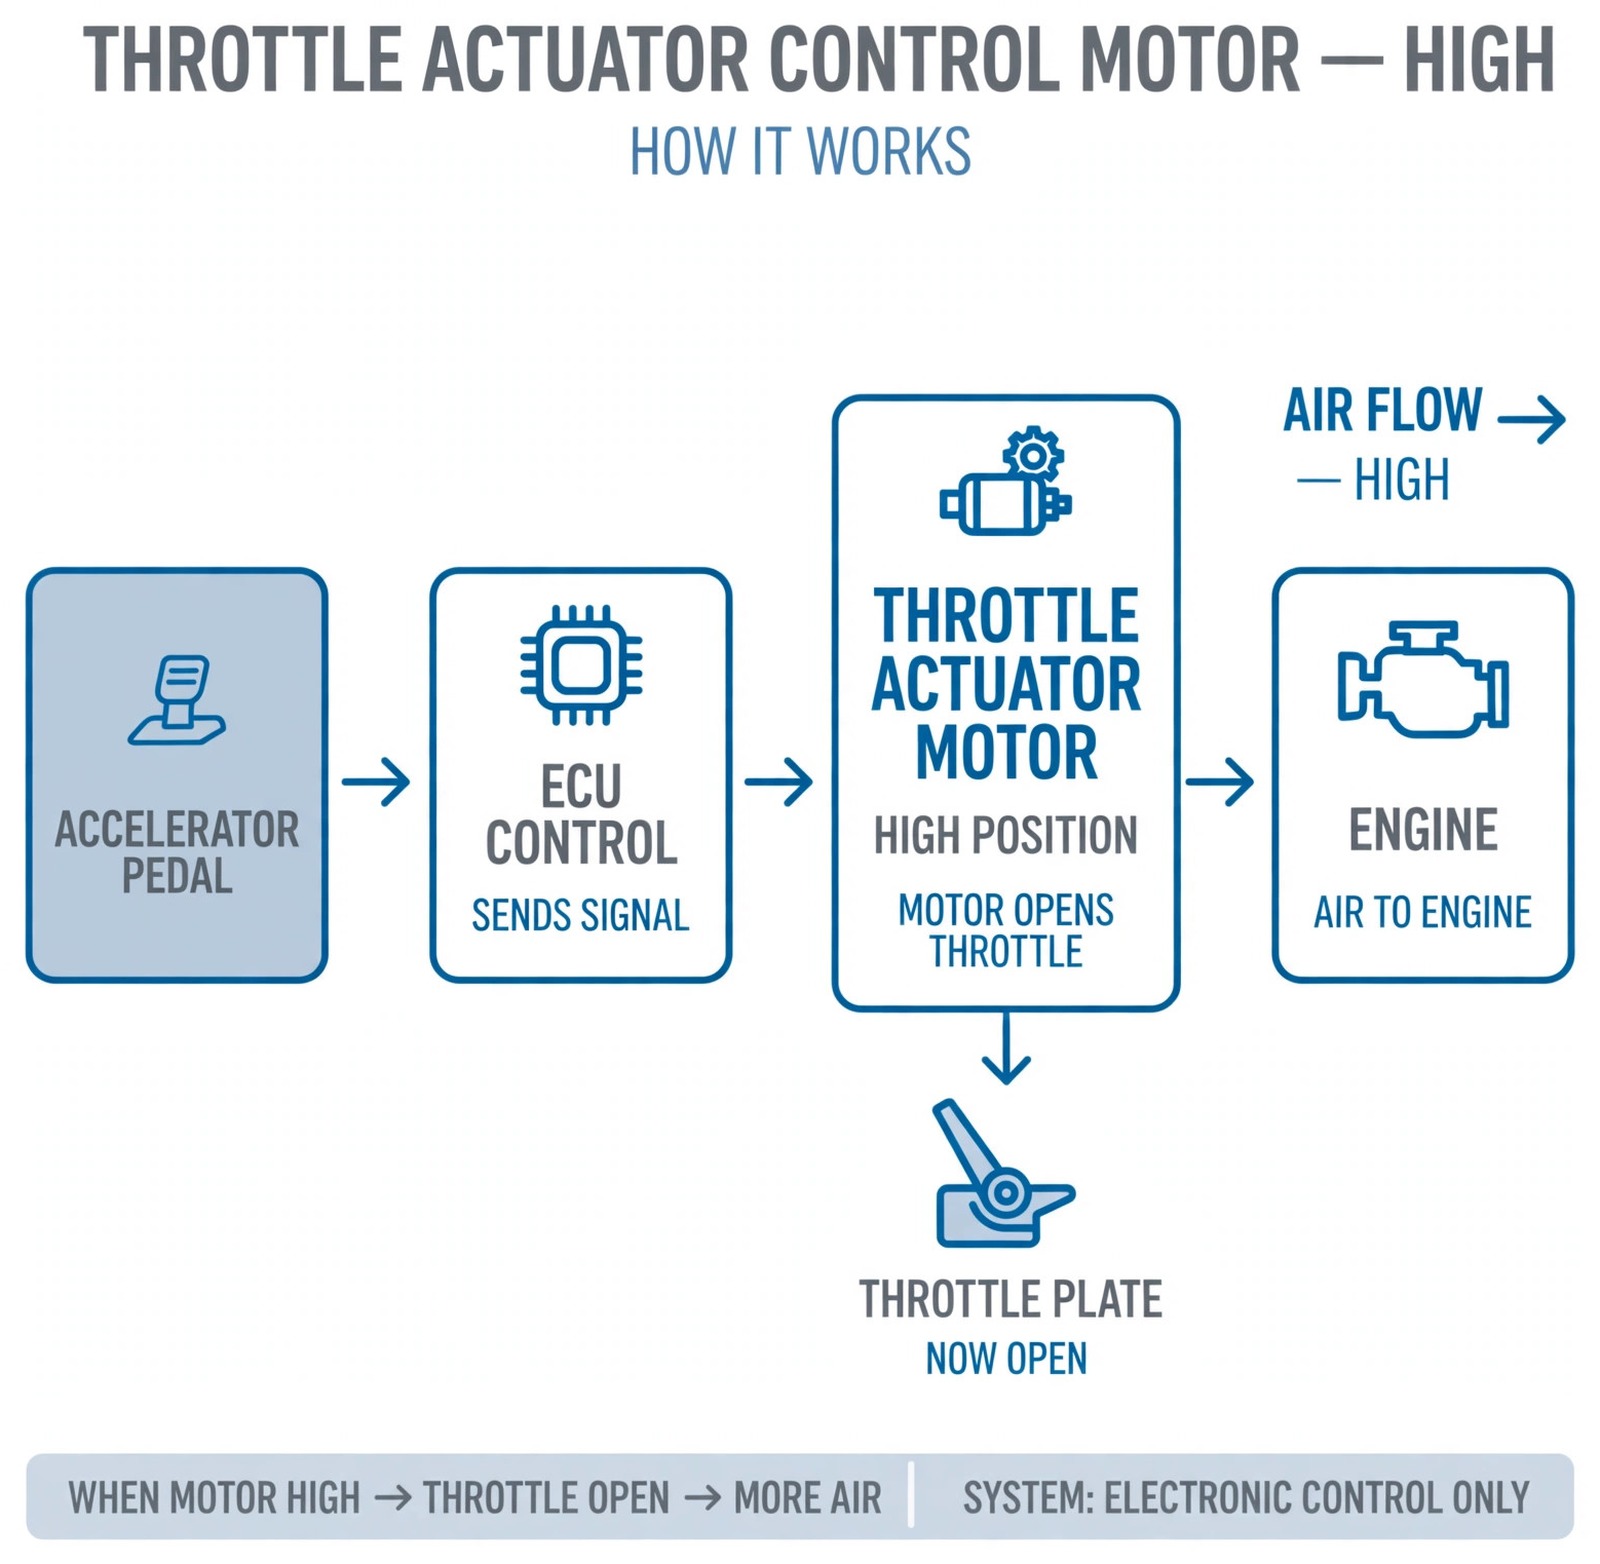 THROTTLE ACTUATOR CONTROL MOTOR — HIGH
HOW IT WORKS
AIR FLOW →
— HIGH
ACCELERATOR
PEDAL
ECU
CONTROL
SENDS SIGNAL
THROTTLE
ACTUATOR
MOTOR
HIGH POSITION
MOTOR OPENS
THROTTLE
ENGINE
AIR TO ENGINE
THROTTLE PLATE
NOW OPEN
WHEN MOTOR HIGH → THROTTLE OPEN → MORE AIR
SYSTEM: ELECTRONIC CONTROL ONLY